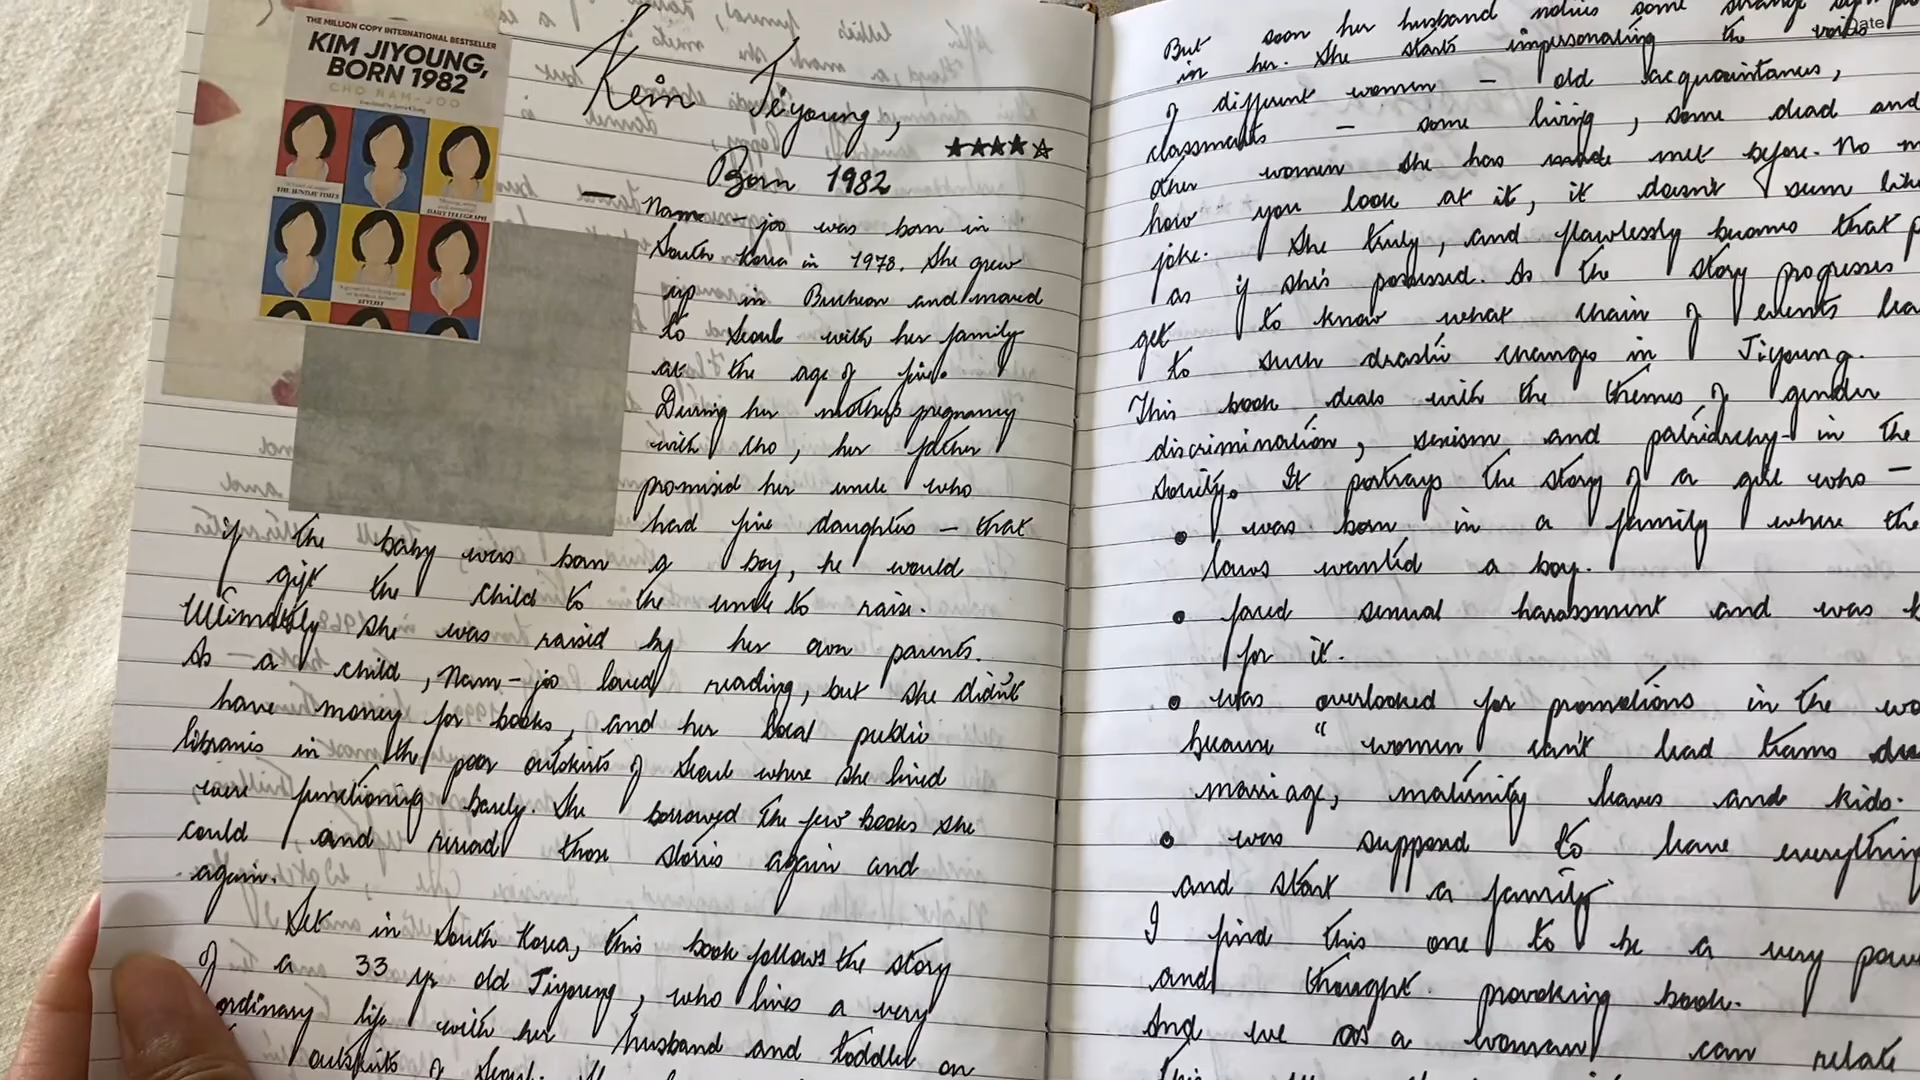 THE MILLION COPY INTERNATIONAL BESTSELLER
KIM JIYOUNG,
BORN 1982
CHO NAM-JOO
THE SUNDAY TIMES
DAILY TELEGRAPH
STYLIST
Kim Jiyoung,
★★★★☆
Born 1982
Nam-joo was born in
South Korea in 1978. She grew
up in Bucheon and moved
to Seoul with her family
at the age of five.
During her mother's pregnancy
with Cho, her father
promised her uncle who
had five daughters - that
if the baby was born a boy, he would
gift the child to the uncle to raise.
Ultimately she was raised by her own parents.
As - a child, Nam-joo loved reading, but she didn't
have money for books, and her local public
libraries in the poor outskirts of Seoul where she lived
were functioning barely. She borrowed the few books she
could, and reread those stories again and
again.
Set in South Korea, this book follows the story
of a 33 yr old Jiyoung, who lives a very
ordinary life with her husband and toddler on
outskirts of Seoul.
Date
But soon her husband notices some strange
in her. She starts impersonating the voices
of different women - old acquaintances,
classments - some living, some dead and
other women she has met before. No
how you look at it, it doesn't seem like
joke. She truly, and flawlessly becomes that
as if she's possessed. As the story progresses
get to know what chain of events
to such drastic changes in Jiyoung.
This book deals with the themes of gender
discrimination, sexism and patriarchy in the
society. It portrays the story of a girl who -
• was born in a family where the
laws wanted a boy.
• faced sexual harassment and was
for it.
• was overlooked for promotions in the
because " women can't lead teams
marriage, maternity leaves and kids.
• was supposed to leave everything
and start a family
I find this one to be a very
and thought provoking book.
And we as a woman can relate